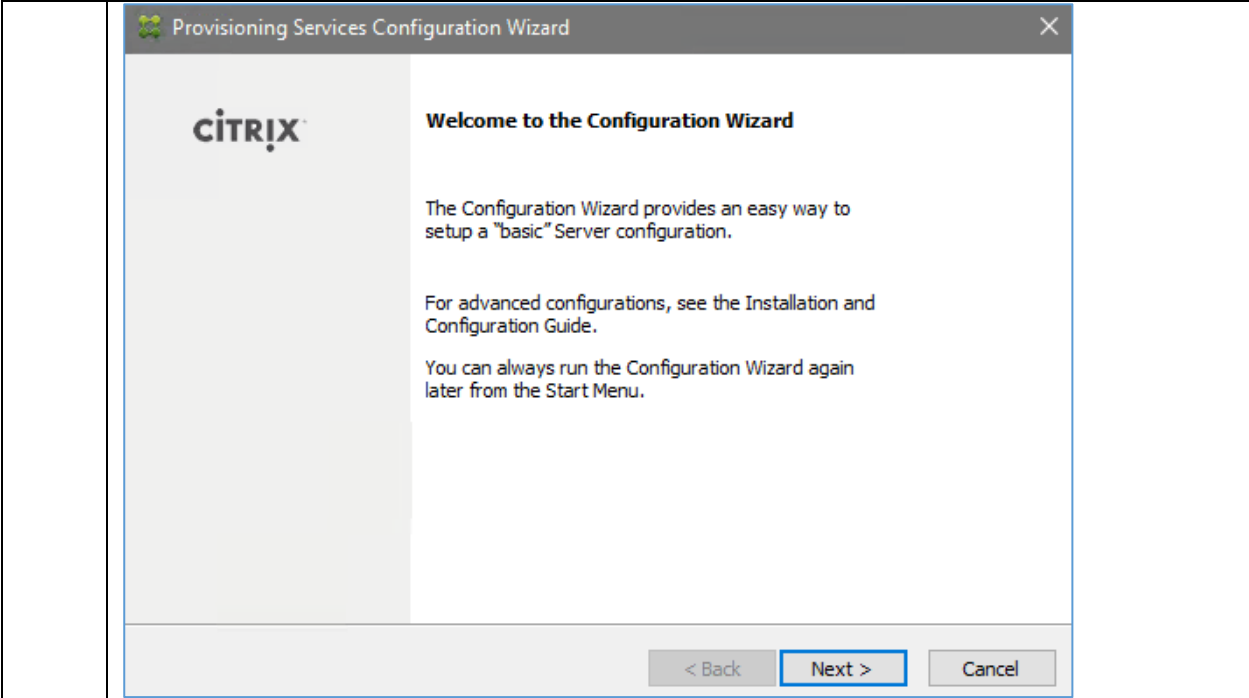 Provisioning Services Configuration Wizard
CITRIX
Welcome to the Configuration Wizard
The Configuration Wizard provides an easy way to
setup a “basic” Server configuration.
For advanced configurations, see the Installation and
Configuration Guide.
You can always run the Configuration Wizard again
later from the Start Menu.
< Back Next > Cancel